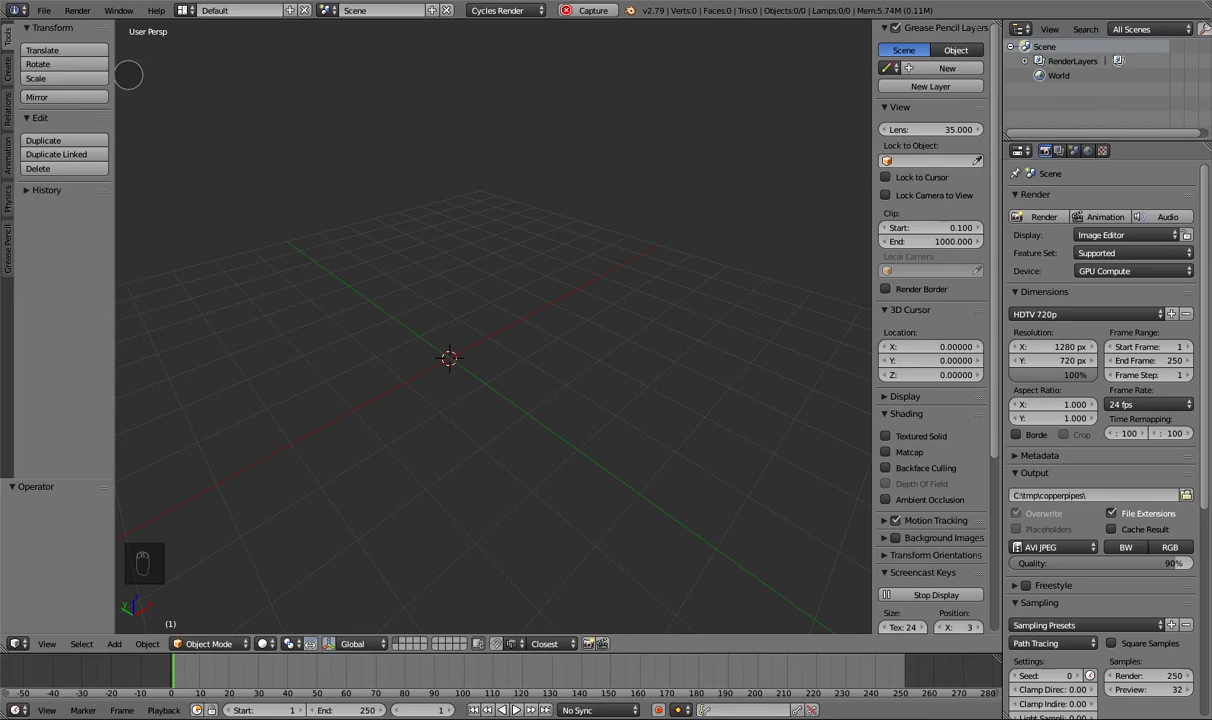 File Render Window Help Default Scene Cycles Render Capture v2.79 | Verts:0 | Faces:0 | Tris:0 | Objects:0/0 | Lamps:0/0 | Mem:5.74M (0.11M)
Tools
Create
Relations
Animation
Physics
Grease Pencil
Transform
Translate
Rotate
Scale
Mirror
Edit
Duplicate
Duplicate Linked
Delete
History
Operator
User Persp
(1)
Grease Pencil Layers
Scene Object
New
New Layer
View
Lens: 35.000
Lock to Object:
Lock to Cursor
Lock Camera to View
Clip:
Start: 0.100
End: 1000.000
Local Camera:
Render Border
3D Cursor
Location:
X: 0.00000
Y: 0.00000
Z: 0.00000
Display
Shading
Textured Solid
Matcap
Backface Culling
Depth Of Field
Ambient Occlusion
Motion Tracking
Background Images
Transform Orientations
Screencast Keys
Stop Display
Size: Position:
Tex: 24 X: 3
View Search All Scenes
Scene
RenderLayers
World
Scene
Render
Render Animation Audio
Display: Image Editor
Feature Set: Supported
Device: GPU Compute
Dimensions
HDTV 720p
Resolution: Frame Range:
X: 1280 px Start Frame: 1
Y: 720 px End Frame: 250
100% Frame Step: 1
Aspect Ratio: Frame Rate:
X: 1.000 24 fps
Y: 1.000 Time Remapping:
Borde Crop : 100 : 100
Metadata
Output
C:\tmp\copperpipes\
Overwrite File Extensions
Placeholders Cache Result
AVI JPEG BW RGB
Quality: 90%
Freestyle
Sampling
Sampling Presets
Path Tracing Square Samples
Settings: Samples:
Seed: 0 Render: 250
Clamp Direc: 0.00 Preview: 32
Clamp Indire: 0.00
View Select Add Object Object Mode Global Closest
-50 -40 -30 -20 -10 0 10 20 30 40 50 60 70 80 90 100 110 120 130 140 150 160 170 180 190 200 210 220 230 240 250 260 270 280
View Marker Frame Playback Start: 1 End: 250 1 No Sync